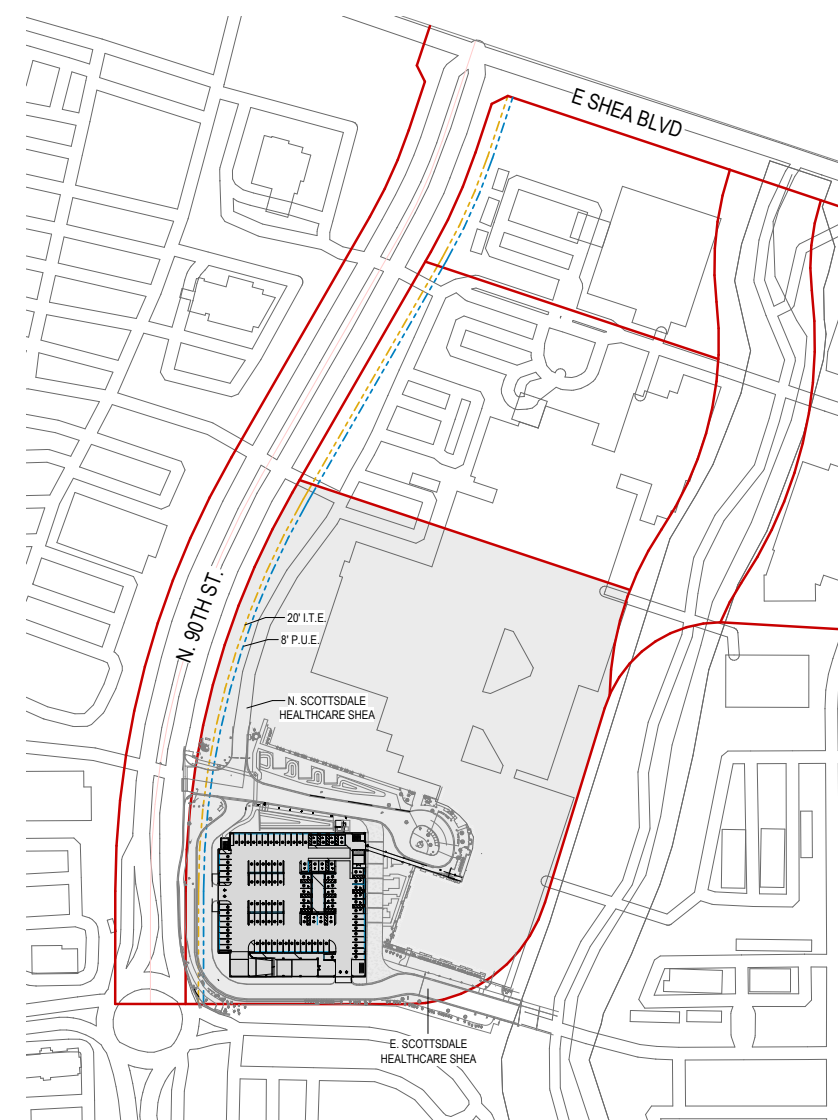 E SHEA BLVD
N. 90TH ST.
20' I.T.E.
8' P.U.E.
N. SCOTTSDALE
HEALTHCARE SHEA
E. SCOTTSDALE
HEALTHCARE SHEA